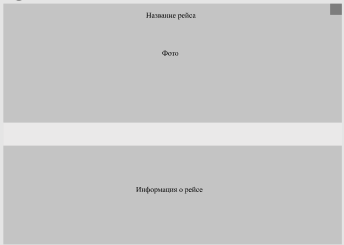 Название рейса
Фото
Информация о рейсе